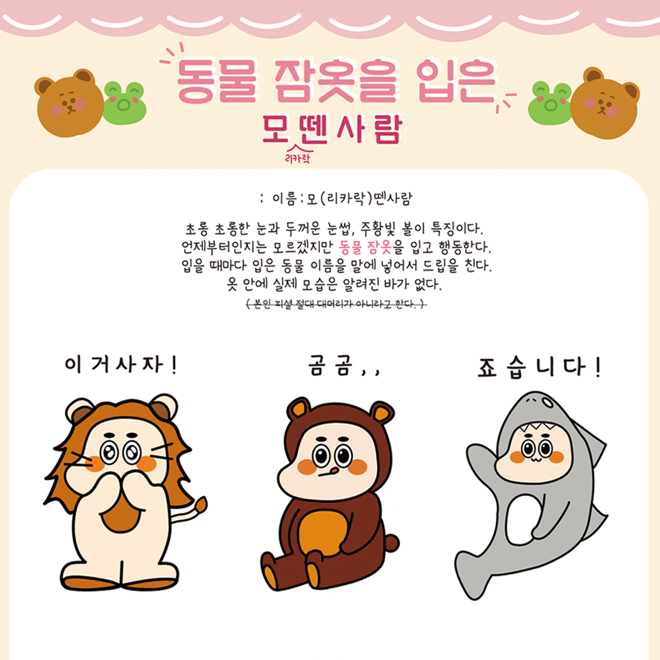 동물 잠옷을 입은
모뗀사람
리카락
: 이름:모(리카락)뗀사람
초롱 초롱한 눈과 두꺼운 눈썹, 주황빛 볼이 특징이다.
언제부터인지는 모르겠지만 동물 잠옷을 입고 행동한다.
입을 때마다 입은 동물 이름을 말에 넣어서 드립을 친다.
옷 안에 실제 모습은 알려진 바가 없다.
( 본인 피셜 절대 대머리가 아니라고 한다. )
이거사자!
곰곰,,
죠습니다!